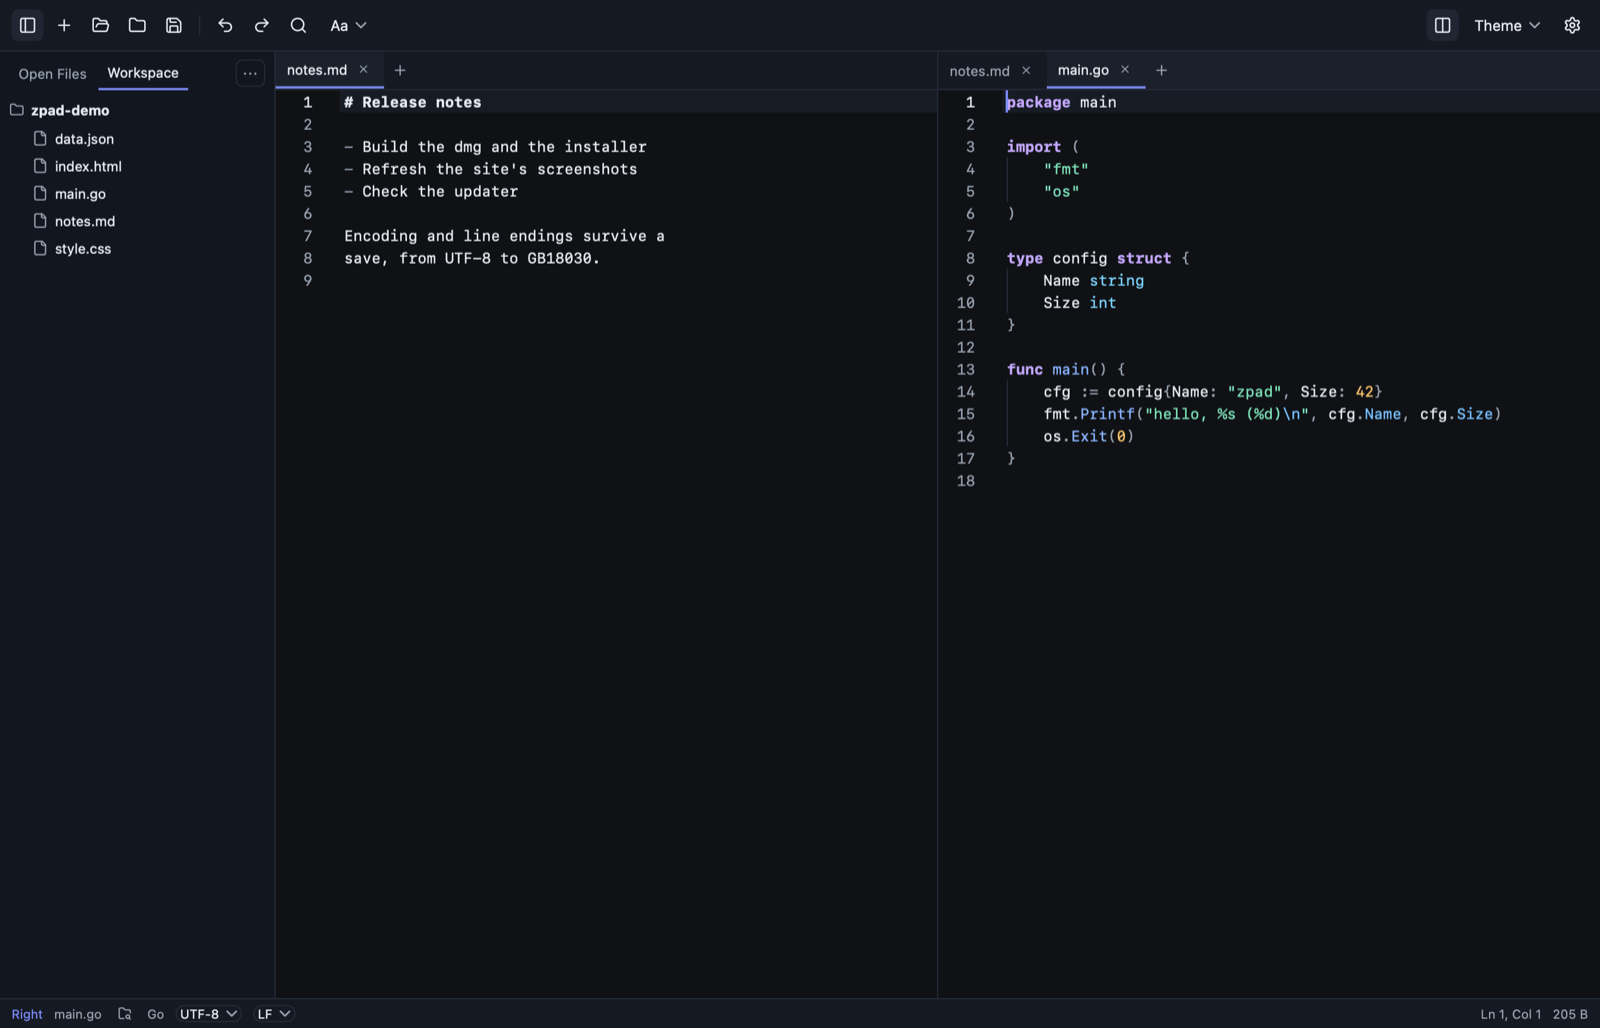 Aa
Theme
Open Files
Workspace
zpad-demo
data.json
index.html
main.go
notes.md
style.css
notes.md
1 # Release notes
2
3 - Build the dmg and the installer
4 - Refresh the site's screenshots
5 - Check the updater
6
7 Encoding and line endings survive a
8 save, from UTF-8 to GB18030.
9
notes.md
main.go
1 package main
2
3 import (
4     "fmt"
5     "os"
6 )
7
8 type config struct {
9     Name string
10     Size int
11 }
12
13 func main() {
14     cfg := config{Name: "zpad", Size: 42}
15     fmt.Printf("hello, %s (%d)\n", cfg.Name, cfg.Size)
16     os.Exit(0)
17 }
18
Right main.go Go UTF-8 LF
Ln 1, Col 1 205 B